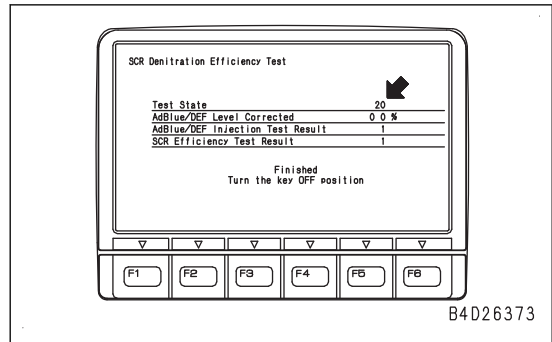 SCR Denitration Efficiency Test
Test State 20
AdBlue/DEF Level Corrected 0 0 %
AdBlue/DEF Injection Test Result 1
SCR Efficiency Test Result 1
Finished
Turn the key OFF position
F1 F2 F3 F4 F5 F6
B4D26373